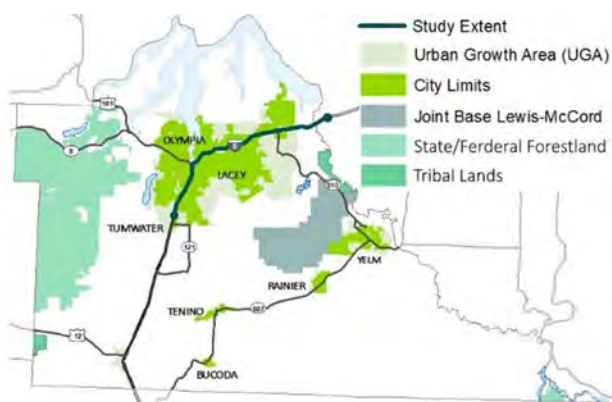 Study Extent
Urban Growth Area (UGA)
City Limits
Joint Base Lewis-McCord
State/Ferderal Forestland
Tribal Lands
101
8
OLYMPIA
5
LACEY
510
TUMWATER
121
YELM
RAINIER
TENINO
507
12
BUCODA